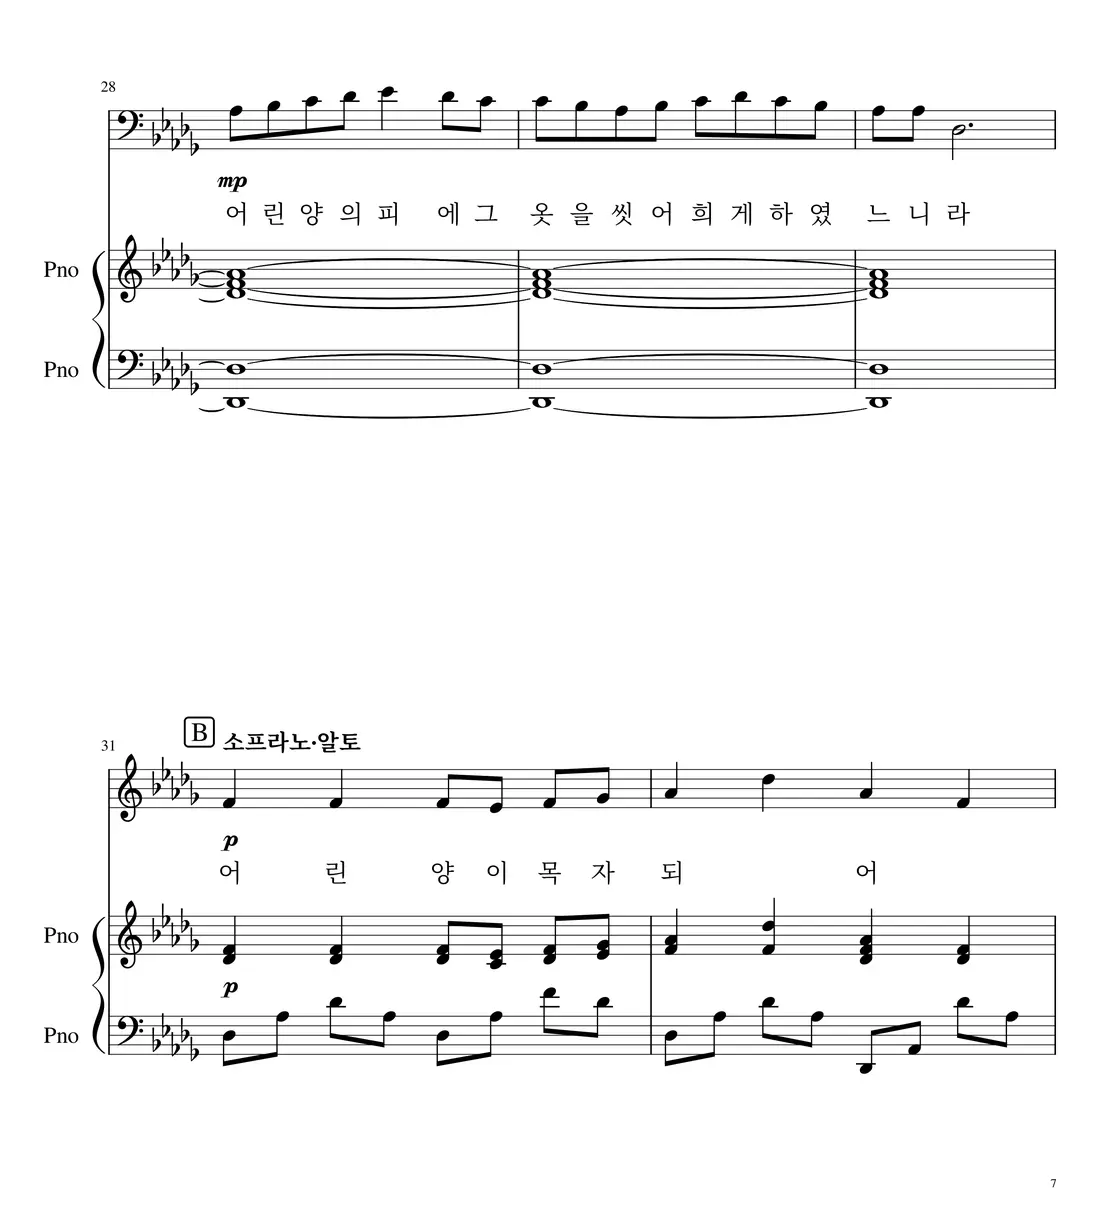 28
mp
어 린 양 의 피 에 그 옷 을 씻 어 희 게 하 였 느 니 라
Pno
Pno
B 소프라노·알토
31
p
어 린 양 이 목 자 되 어
Pno
p
Pno
7